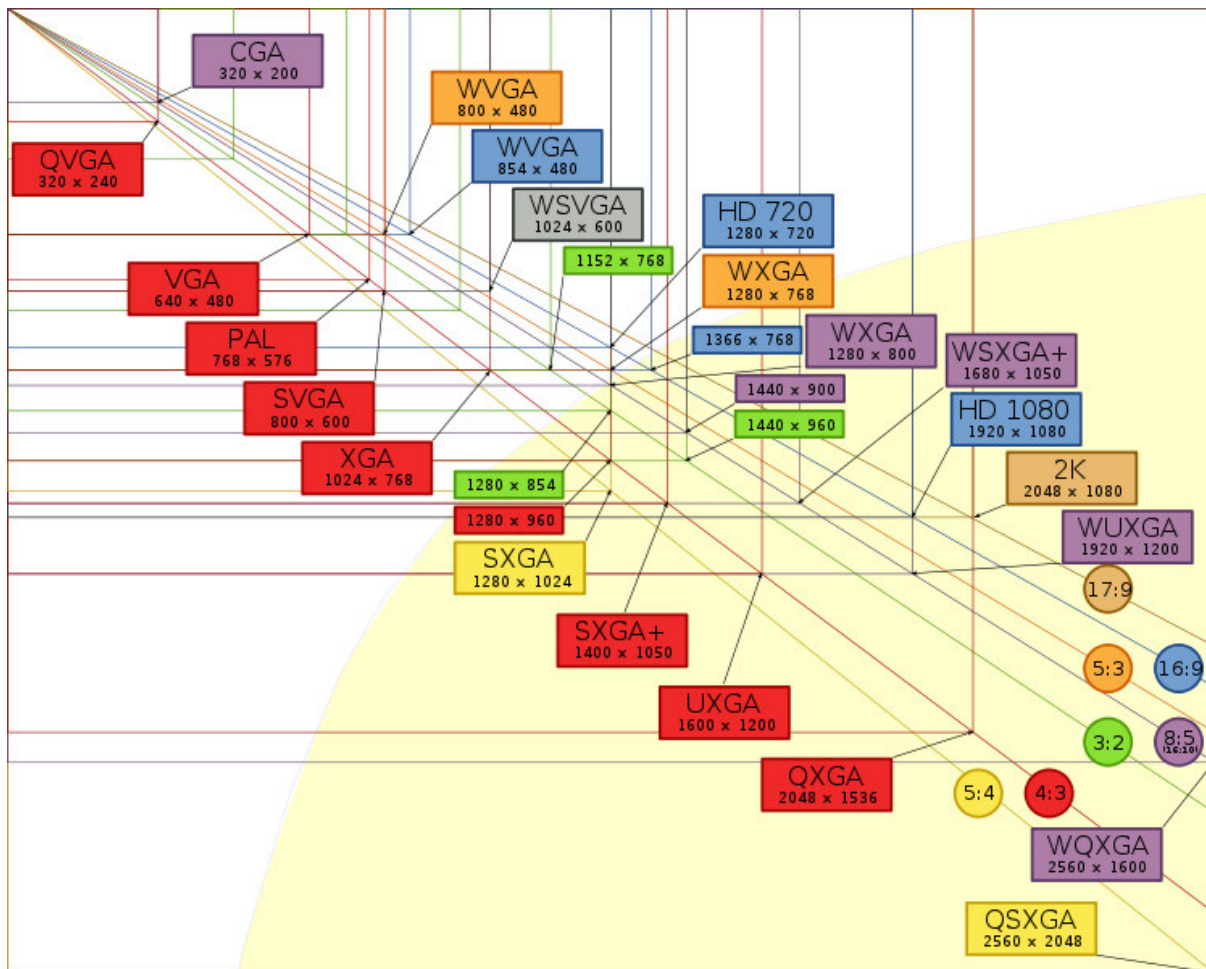 CGA
320 × 200
WVGA
800 × 480
WVGA
854 × 480
QVGA
320 × 240
WSVGA
1024 × 600
HD 720
1280 × 720
1152 × 768
VGA
640 × 480
WXGA
1280 × 768
PAL
768 × 576
1366 × 768
WXGA
1280 × 800
WSXGA+
1680 × 1050
SVGA
800 × 600
1440 × 900
HD 1080
1920 × 1080
1440 × 960
XGA
1024 × 768
2K
2048 × 1080
1280 × 854
1280 × 960
WUXGA
1920 × 1200
SXGA
1280 × 1024
17:9
SXGA+
1400 × 1050
5:3
16:9
UXGA
1600 × 1200
3:2
8:5
(16:10)
QXGA
2048 × 1536
5:4
4:3
WQXGA
2560 × 1600
QSXGA
2560 × 2048